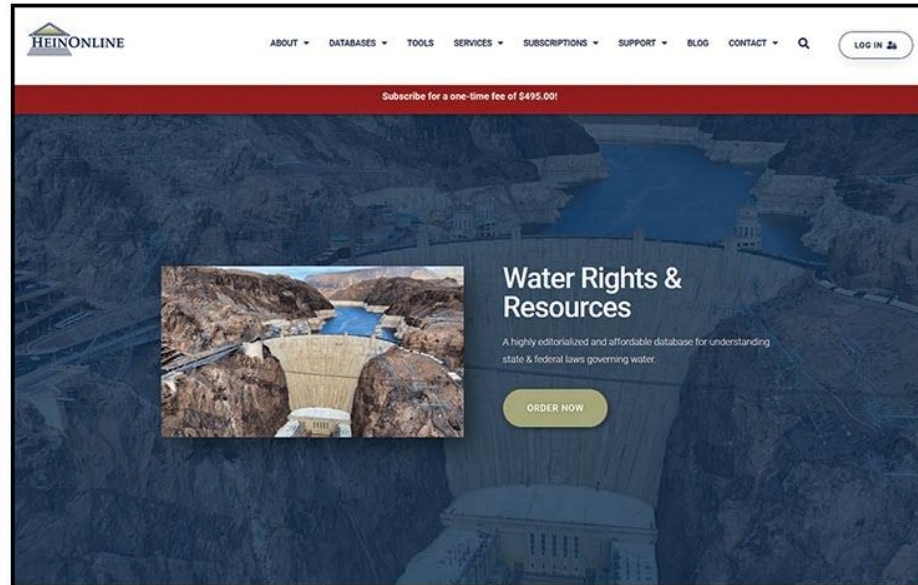 HEINONLINE
ABOUT DATABASES TOOLS SERVICES SUBSCRIPTIONS SUPPORT BLOG CONTACT LOG IN
Subscribe for a one-time fee of $495.00!
Water Rights &
Resources
A highly editorialized and affordable database for understanding
state & federal laws governing water.
ORDER NOW